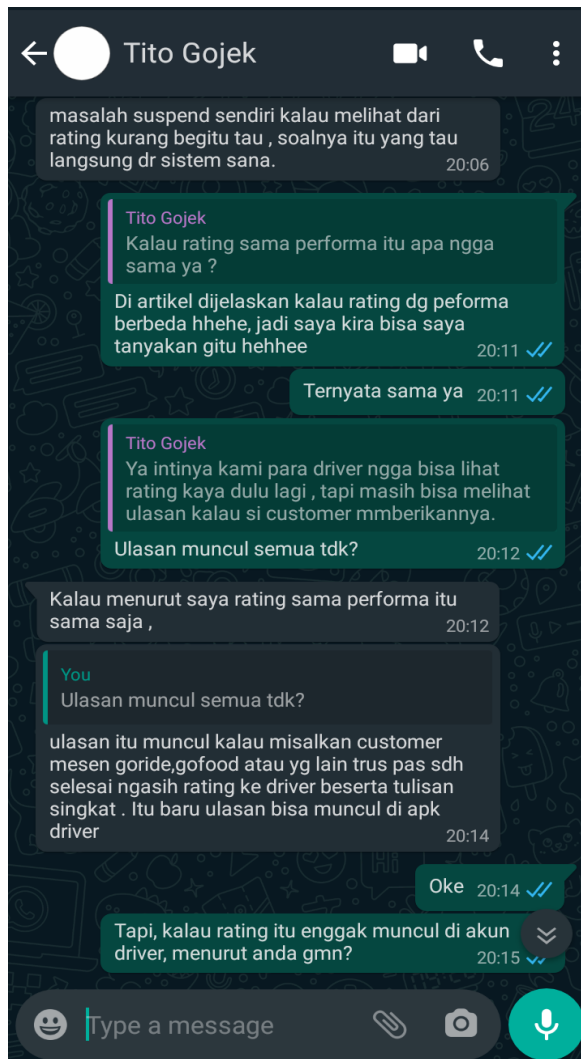 Tito Gojek
masalah suspend sendiri kalau melihat dari
rating kurang begitu tau , soalnya itu yang tau
langsung dr sistem sana.
20:06
Tito Gojek
Kalau rating sama performa itu apa ngga
sama ya ?
Di artikel dijelaskan kalau rating dg peforma
berbeda hhehe, jadi saya kira bisa saya
tanyakan gitu hehhee
20:11
Ternyata sama ya 20:11
Tito Gojek
Ya intinya kami para driver ngga bisa lihat
rating kaya dulu lagi , tapi masih bisa melihat
ulasan kalau si customer mmberikannya.
Ulasan muncul semua tdk?
20:12
Kalau menurut saya rating sama performa itu
sama saja ,
20:12
You
Ulasan muncul semua tdk?
ulasan itu muncul kalau misalkan customer
mesen goride,gofood atau yg lain trus pas sdh
selesai ngasih rating ke driver beserta tulisan
singkat . Itu baru ulasan bisa muncul di apk
driver
20:14
Oke 20:14
Tapi, kalau rating itu enggak muncul di akun
driver, menurut anda gmn?
20:15
Type a message